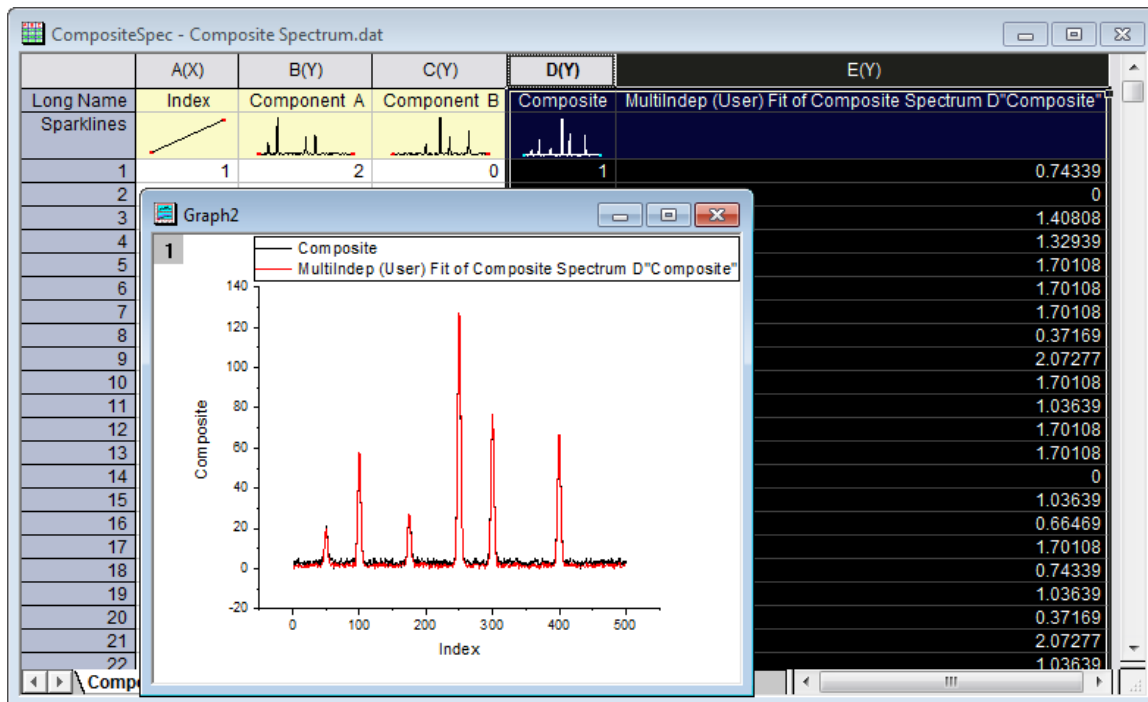 CompositeSpec - Composite Spectrum.dat
A(X) B(Y) C(Y) D(Y) E(Y)
Long Name Index Component A Component B Composite MultiIndep (User) Fit of Composite Spectrum D"Composite"
Sparklines
1 1 2 0 1 0.74339
2 0
3 1.40808
4 1.32939
5 1.70108
6 1.70108
7 1.70108
8 0.37169
9 2.07277
10 1.70108
11 1.03639
12 1.70108
13 1.70108
14 0
15 1.03639
16 0.66469
17 1.70108
18 0.74339
19 1.03639
20 0.37169
21 2.07277
22 1.03639
Compo
Graph2
1
Composite
MultiIndep (User) Fit of Composite Spectrum D"Composite"
140
120
100
80
60
40
20
0
-20
Composite
0 100 200 300 400 500
Index